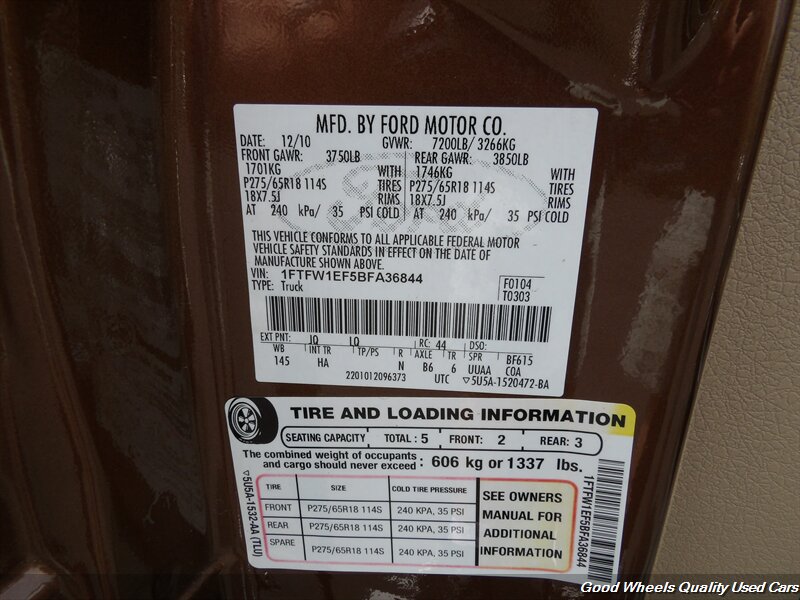 MFD. BY FORD MOTOR CO.
DATE: 12/10 GVWR: 7200LB/ 3266KG
FRONT GAWR: 3750LB REAR GAWR: 3850LB
1701KG WITH 1746KG WITH
P275/65R18 114S TIRES P275/65R18 114S TIRES
18X7.5J RIMS 18X7.5J RIMS
AT 240 kPa/ 35 PSI COLD AT 240 kPa/ 35 PSI COLD
THIS VEHICLE CONFORMS TO ALL APPLICABLE FEDERAL MOTOR
VEHICLE SAFETY STANDARDS IN EFFECT ON THE DATE OF
MANUFACTURE SHOWN ABOVE.
VIN: 1FTFW1EF5BFA36844
TYPE: Truck
F0104
T0303
EXT PNT: JQ LQ RC: 44 DSO:
WB INT TR TP/PS R AXLE TR SPR BF615
145 HA N B6 6 UUAA COA
2201012096373 UTC ▽5U5A-1520472-BA
TIRE AND LOADING INFORMATION
SEATING CAPACITY TOTAL : 5 FRONT: 2 REAR: 3
The combined weight of occupants
and cargo should never exceed : 606 kg or 1337 lbs.
TIRE SIZE COLD TIRE PRESSURE
FRONT P275/65R18 114S 240 KPA, 35 PSI
REAR P275/65R18 114S 240 KPA, 35 PSI
SPARE P275/65R18 114S 240 KPA, 35 PSI
SEE OWNERS
MANUAL FOR
ADDITIONAL
INFORMATION
▽5U5A-1532-AA (TLU)
1FTFW1EF5BFA36844
Good Wheels Quality Used Cars